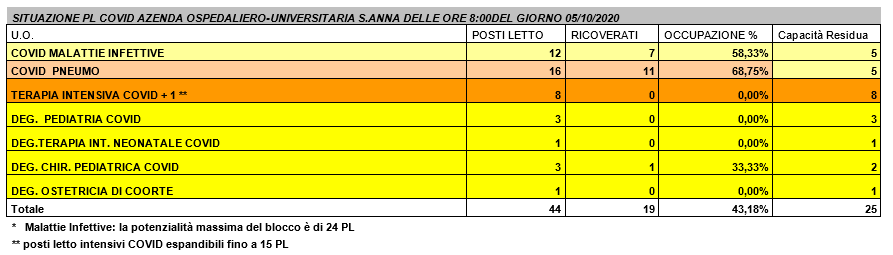 SITUAZIONE PL COVID AZENDA OSPEDALIERO-UNIVERSITARIA S.ANNA DELLE ORE 8:00DEL GIORNO 05/10/2020
U.O. POSTI LETTO RICOVERATI OCCUPAZIONE % Capacità Residua
COVID MALATTIE INFETTIVE 12 7 58,33% 5
COVID PNEUMO 16 11 68,75% 5
TERAPIA INTENSIVA COVID + 1 ** 8 0 0,00% 8
DEG. PEDIATRIA COVID 3 0 0,00% 3
DEG.TERAPIA INT. NEONATALE COVID 1 0 0,00% 1
DEG. CHIR. PEDIATRICA COVID 3 1 33,33% 2
DEG. OSTETRICIA DI COORTE 1 0 0,00% 1
Totale 44 19 43,18% 25
* Malattie Infettive: la potenzialità massima del blocco è di 24 PL
** posti letto intensivi COVID espandibili fino a 15 PL